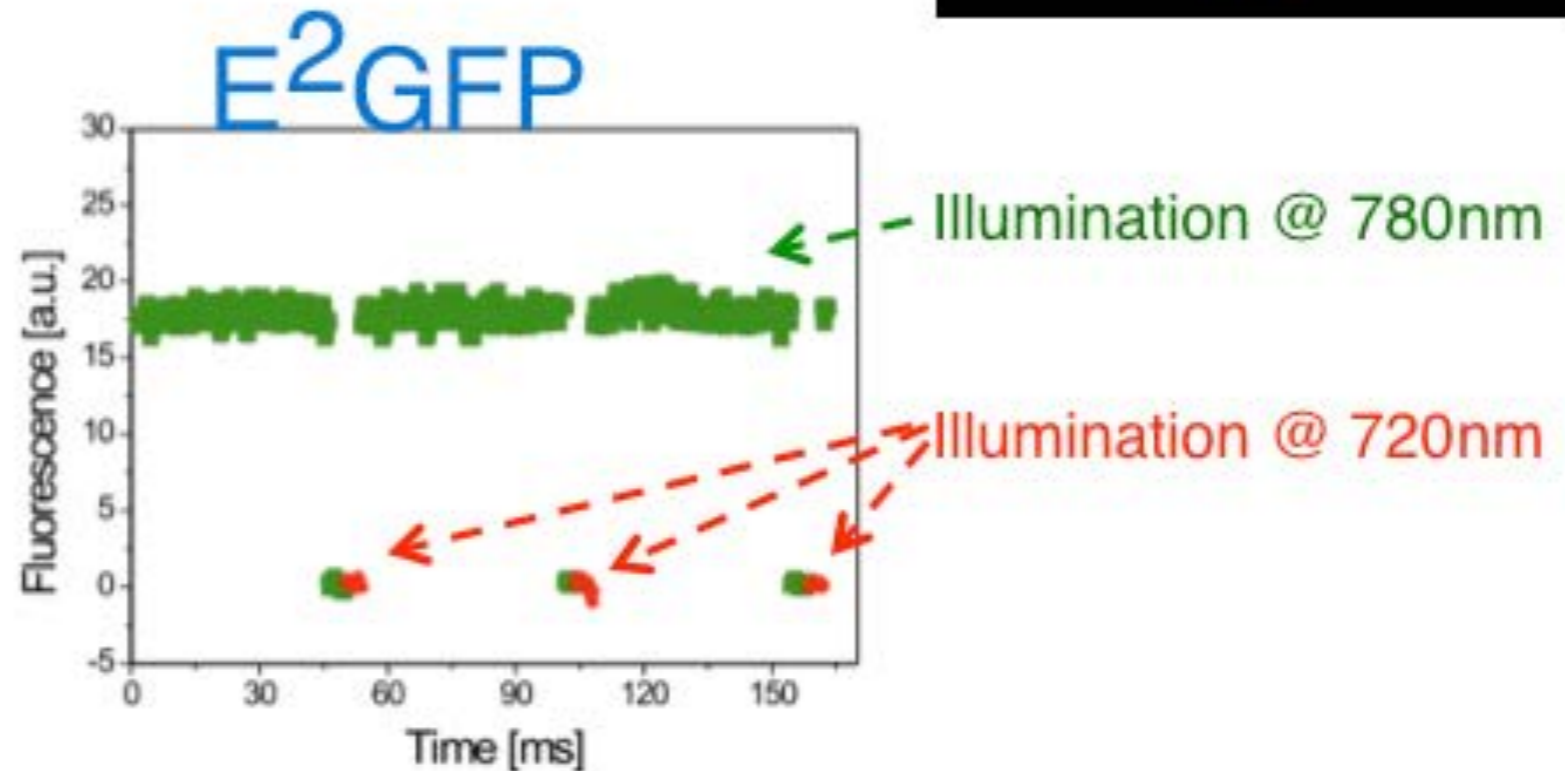 E²GFP
30
25
20
15
10
5
0
-5
Fluorescence [a.u.]
0 30 60 90 120 150
Time [ms]
Illumination @ 780nm
Illumination @ 720nm